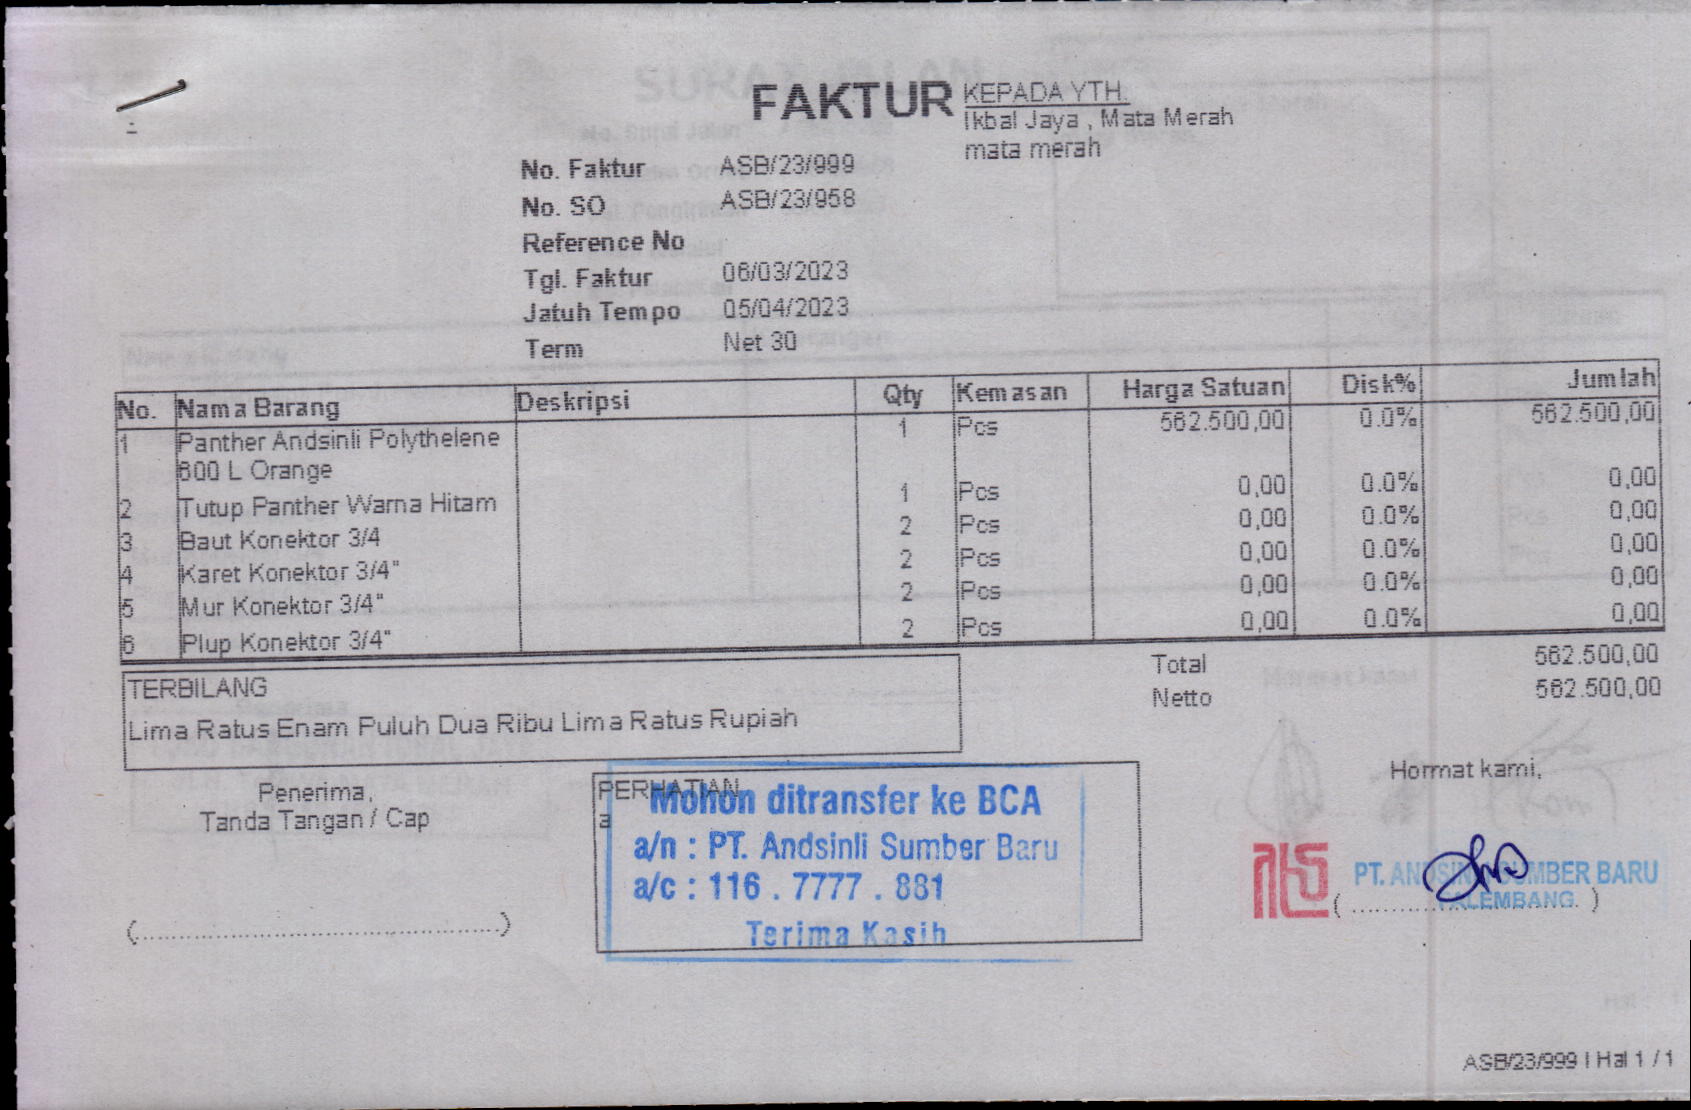 FAKTUR
KEPADA YTH.
Ikbal Jaya , Mata Merah
mata merah
No. Faktur ASB/23/999
No. SO ASB/23/958
Reference No
Tgl. Faktur 06/03/2023
Jatuh Tempo 05/04/2023
Term Net 30
No. Nama Barang Deskripsi Qty Kemasan Harga Satuan Disk% Jumlah
1 Panther Andsinli Polythelene 1 Pcs 562.500,00 0.0% 562.500,00
600 L Orange
2 Tutup Panther Warna Hitam 1 Pcs 0,00 0.0% 0,00
3 Baut Konektor 3/4 2 Pcs 0,00 0.0% 0,00
4 Karet Konektor 3/4" 2 Pcs 0,00 0.0% 0,00
5 Mur Konektor 3/4" 2 Pcs 0,00 0.0% 0,00
6 Plup Konektor 3/4" 2 Pcs 0,00 0.0% 0,00
Total 562.500,00
Netto 562.500,00
TERBILANG
Lima Ratus Enam Puluh Dua Ribu Lima Ratus Rupiah
Penerima,
Tanda Tangan / Cap
(..............................................)
PERHATIAN
a
Mohon ditransfer ke BCA
a/n : PT. Andsinli Sumber Baru
a/c : 116 . 7777 . 881
Terima Kasih
Hormat kami,
PT. ANDSINLI SUMBER BARU
PALEMBANG
ASB/23/999 | Hal 1 / 1